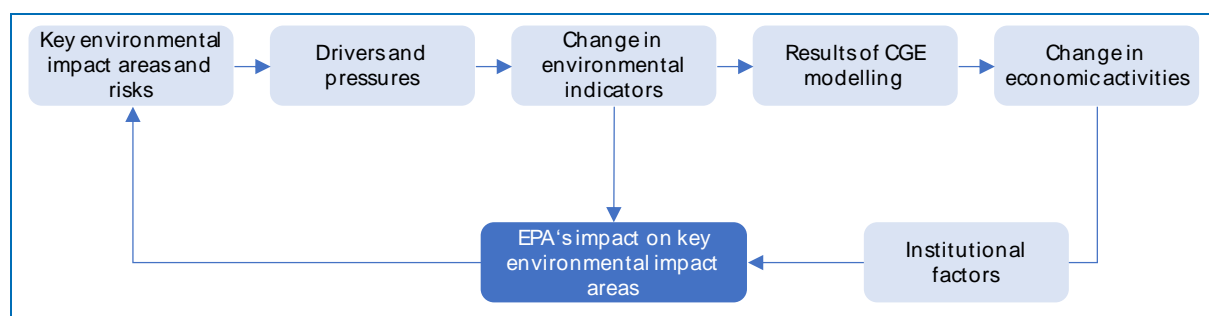 Key environmental
impact areas and
risks
Drivers and
pressures
Change in
environmental
indicators
Results of CGE
modelling
Change in
economic activities
EPA‘s impact on key
environmental impact
areas
Institutional
factors